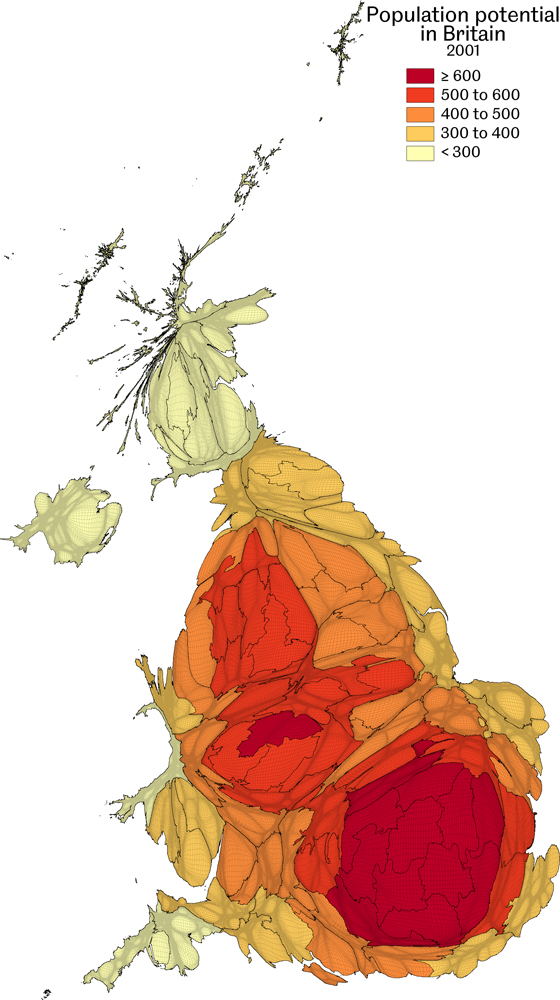 Population potential
in Britain
2001
≥ 600
500 to 600
400 to 500
300 to 400
< 300